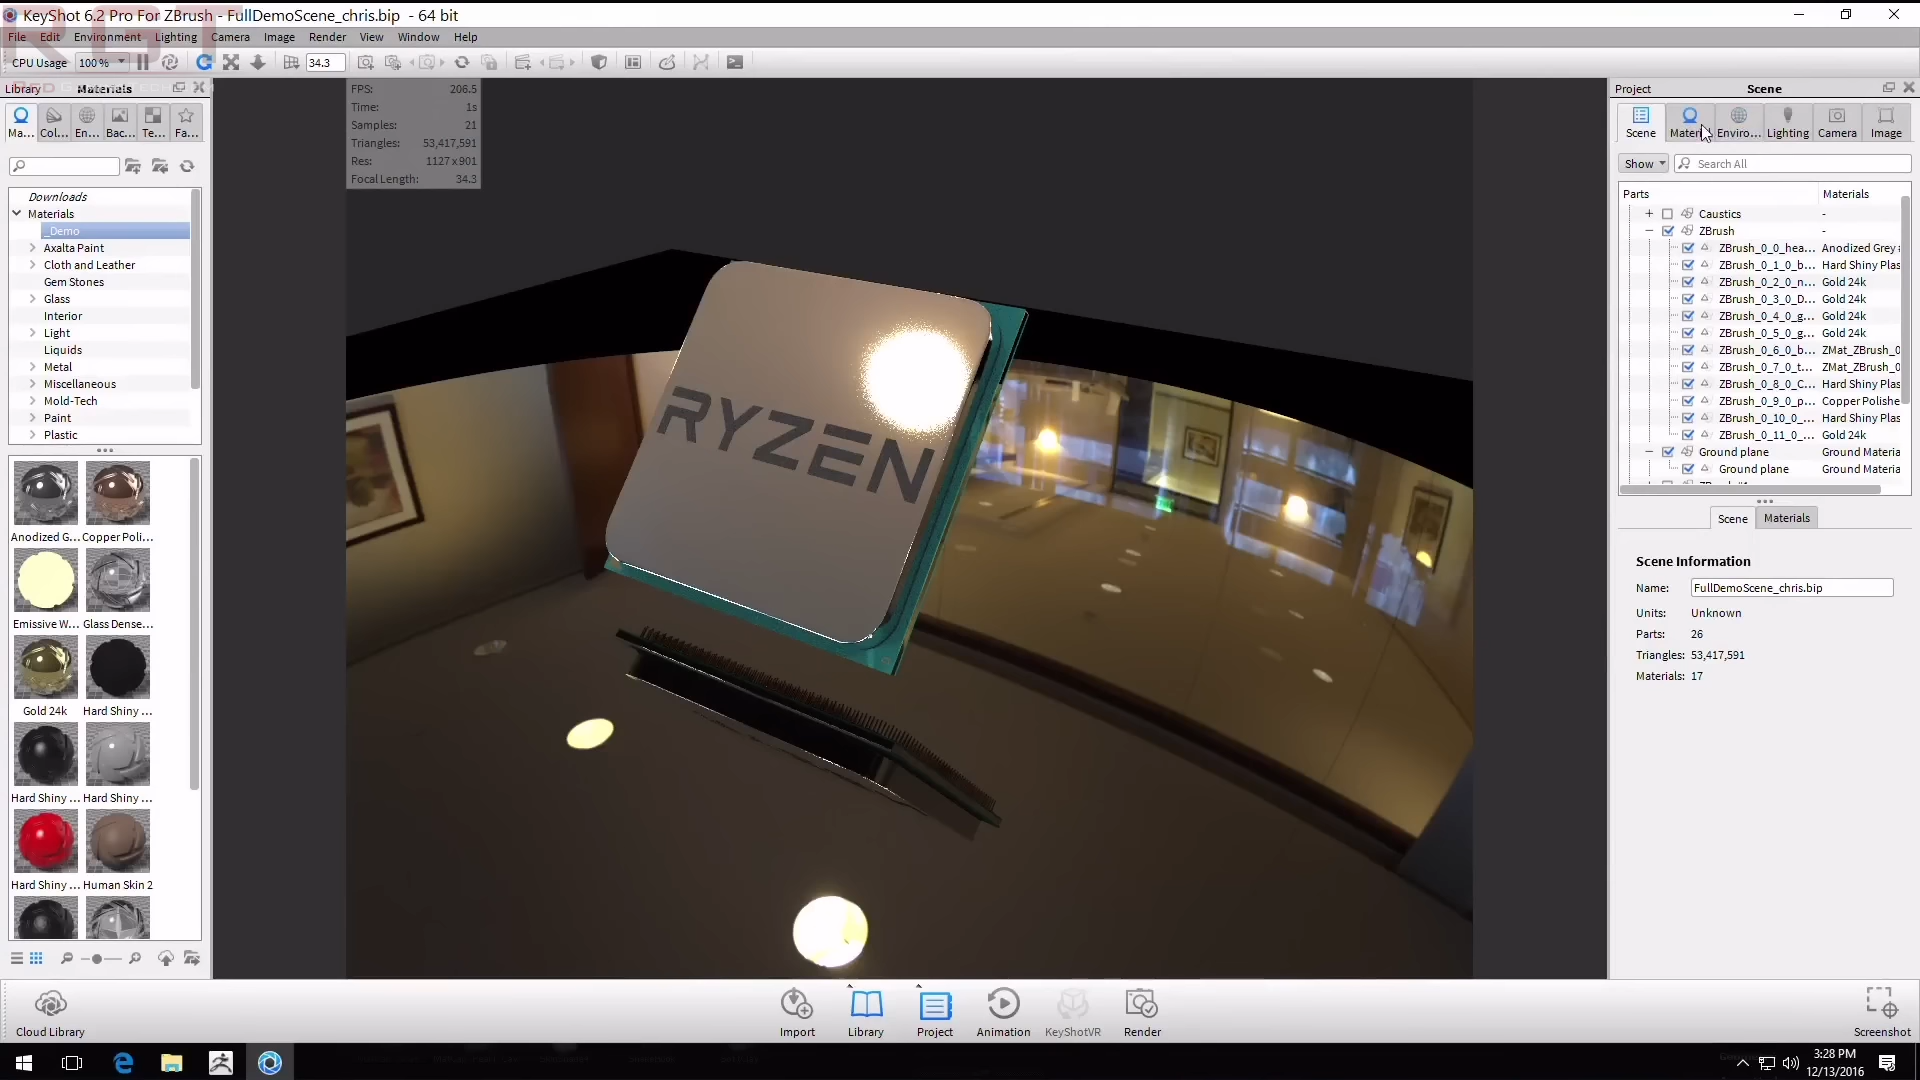 KeyShot 6.2 Pro For ZBrush - FullDemoScene_chris.bip - 64 bit
File Edit Environment Lighting Camera Image Render View Window Help
CPU Usage 100 % 34.3
Library Materials
Ma... Col... En... Bac... Te... Fa...
Downloads
Materials
_Demo
Axalta Paint
Cloth and Leather
Gem Stones
Glass
Interior
Light
Liquids
Metal
Miscellaneous
Mold-Tech
Paint
Plastic
Anodized G... Copper Poli...
Emissive W... Glass Dense...
Gold 24k Hard Shiny ...
Hard Shiny ... Hard Shiny ...
Hard Shiny ... Human Skin 2
FPS: 206.5
Time: 1s
Samples: 21
Triangles: 53,417,591
Res: 1127 x 901
Focal Length: 34.3
RYZEN
Project Scene
Scene Materi Enviro... Lighting Camera Image
Show Search All
Parts Materials
Caustics -
ZBrush -
ZBrush_0_0_hea... Anodized Grey
ZBrush_0_1_0_b... Hard Shiny Plas
ZBrush_0_2_0_n... Gold 24k
ZBrush_0_3_0_D... Gold 24k
ZBrush_0_4_0_g... Gold 24k
ZBrush_0_5_0_g... Gold 24k
ZBrush_0_6_0_b... ZMat_ZBrush_0
ZBrush_0_7_0_t... ZMat_ZBrush_0
ZBrush_0_8_0_C... Hard Shiny Plas
ZBrush_0_9_0_p... Copper Polishe
ZBrush_0_10_0_... Hard Shiny Plas
ZBrush_0_11_0_... Gold 24k
Ground plane Ground Materia
Ground plane Ground Materia
Scene Materials
Scene Information
Name: FullDemoScene_chris.bip
Units: Unknown
Parts: 26
Triangles: 53,417,591
Materials: 17
Cloud Library Import Library Project Animation KeyShotVR Render Screenshot
3:28 PM
12/13/2016